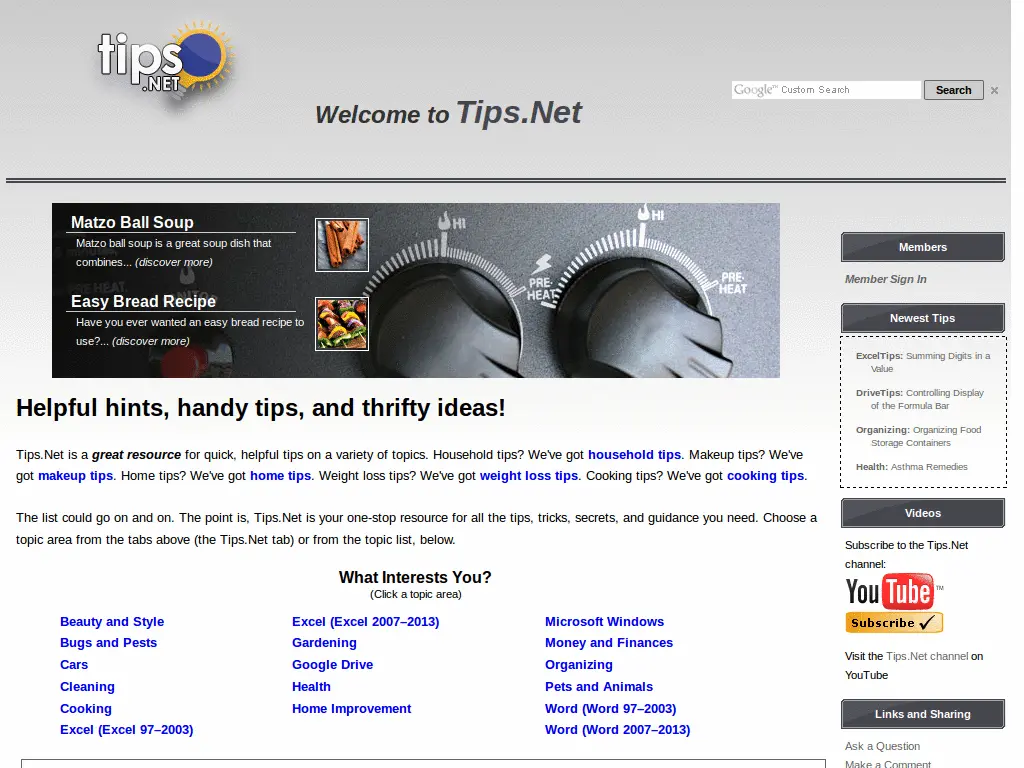 tips
.NET
Welcome to Tips.Net
Google™ Custom Search
Search
×
Matzo Ball Soup
Matzo ball soup is a great soup dish that
combines... (discover more)
Easy Bread Recipe
Have you ever wanted an easy bread recipe to
use?... (discover more)
HI
PRE-
HEAT
HI
PRE-
HEAT
Members
Member Sign In
Newest Tips
ExcelTips: Summing Digits in a
Value
DriveTips: Controlling Display
of the Formula Bar
Organizing: Organizing Food
Storage Containers
Health: Asthma Remedies
Videos
Subscribe to the Tips.Net
channel:
YouTube™
Subscribe
Visit the Tips.Net channel on
YouTube
Links and Sharing
Ask a Question
Make a Comment
Helpful hints, handy tips, and thrifty ideas!
Tips.Net is a great resource for quick, helpful tips on a variety of topics. Household tips? We've got household tips. Makeup tips? We've
got makeup tips. Home tips? We've got home tips. Weight loss tips? We've got weight loss tips. Cooking tips? We've got cooking tips.
The list could go on and on. The point is, Tips.Net is your one-stop resource for all the tips, tricks, secrets, and guidance you need. Choose a
topic area from the tabs above (the Tips.Net tab) or from the topic list, below.
What Interests You?
(Click a topic area)
Beauty and Style
Bugs and Pests
Cars
Cleaning
Cooking
Excel (Excel 97–2003)
Excel (Excel 2007–2013)
Gardening
Google Drive
Health
Home Improvement
Microsoft Windows
Money and Finances
Organizing
Pets and Animals
Word (Word 97–2003)
Word (Word 2007–2013)